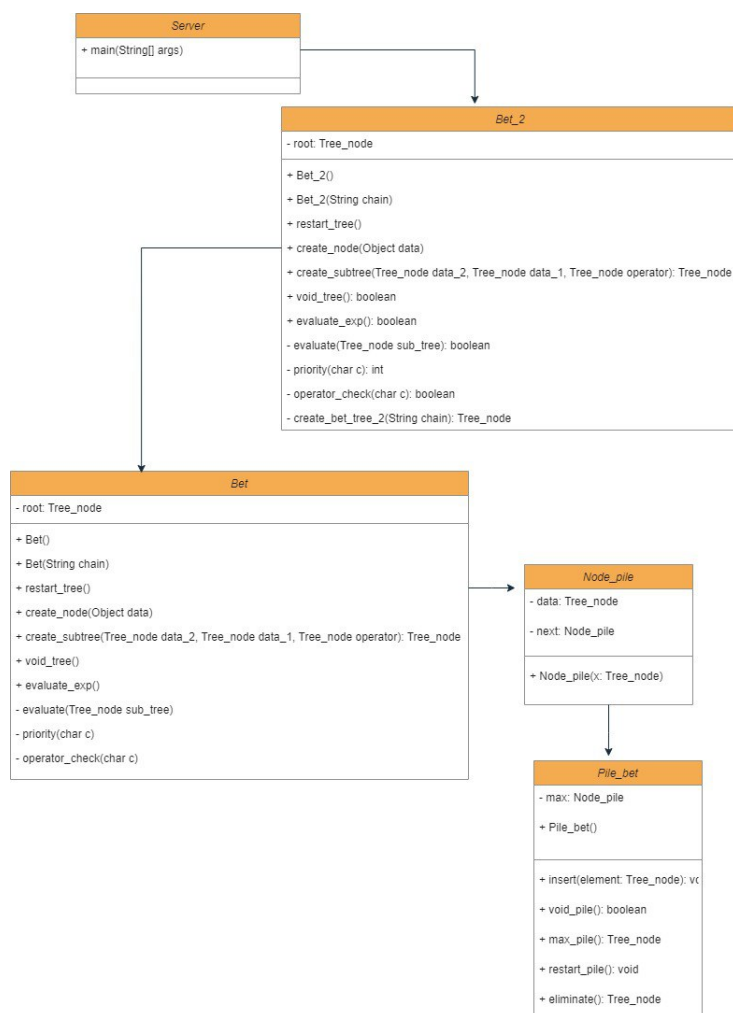 Server
+ main(String[] args)
Bet_2
- root: Tree_node
+ Bet_2()
+ Bet_2(String chain)
+ restart_tree()
+ create_node(Object data)
+ create_subtree(Tree_node data_2, Tree_node data_1, Tree_node operator): Tree_node
+ void_tree(): boolean
+ evaluate_exp(): boolean
- evaluate(Tree_node sub_tree): boolean
- priority(char c): int
- operator_check(char c): boolean
- create_bet_tree_2(String chain): Tree_node
Bet
- root: Tree_node
+ Bet()
+ Bet(String chain)
+ restart_tree()
+ create_node(Object data)
+ create_subtree(Tree_node data_2, Tree_node data_1, Tree_node operator): Tree_node
+ void_tree()
+ evaluate_exp()
- evaluate(Tree_node sub_tree)
- priority(char c)
- operator_check(char c)
Node_pile
- data: Tree_node
- next: Node_pile
+ Node_pile(x: Tree_node)
Pile_bet
- max: Node_pile
+ Pile_bet()
+ insert(element: Tree_node):
+ void_pile(): boolean
+ max_pile(): Tree_node
+ restart_pile(): void
+ eliminate(): Tree_node